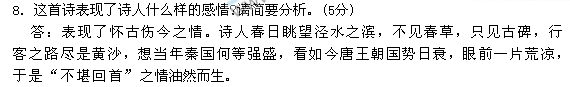 8. 这首诗表现了诗人什么样的感情?请简要分析。(5分)
答: 表现了怀古伤今之情。诗人春日眺望泾水之滨, 不见春草, 只见古碑, 行
客之路尽是黄沙, 想当年秦国何等强盛, 看如今唐王朝国势日衰, 眼前一片荒凉,
于是“不堪回首”之情油然而生。